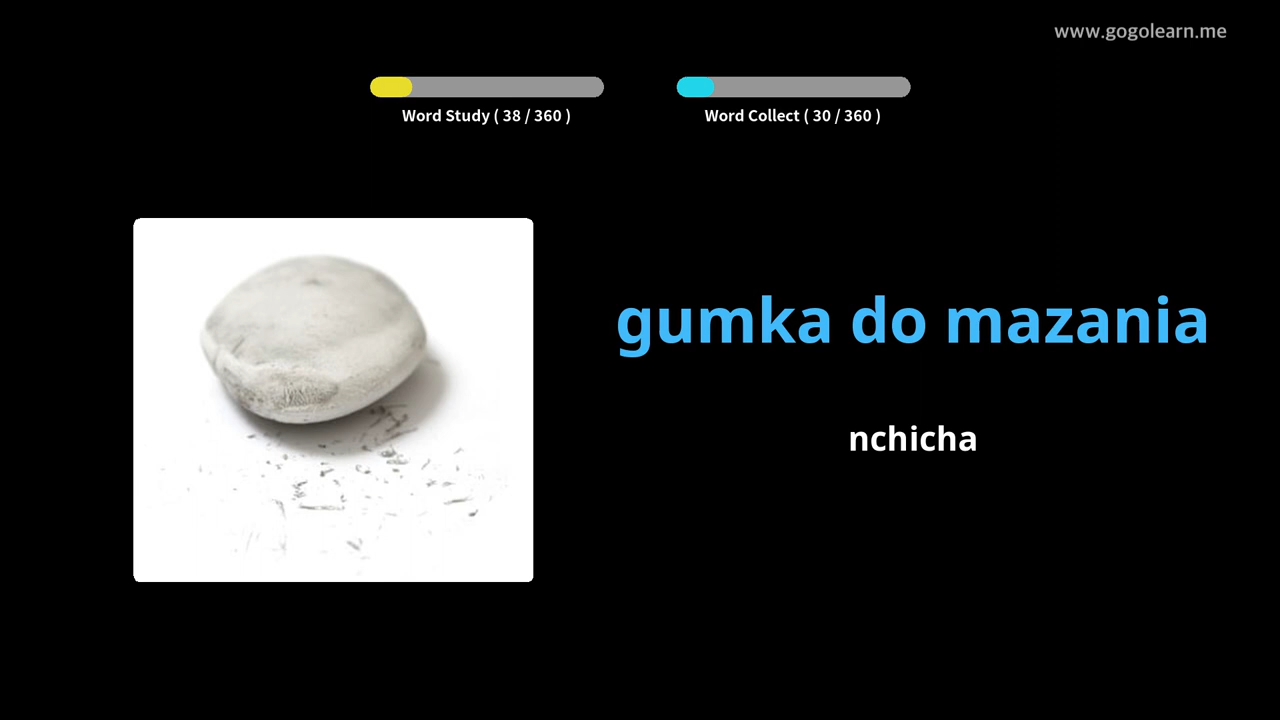 www.gogolearn.me
Word Study ( 38 / 360 )
Word Collect ( 30 / 360 )
gumka do mazania
nchicha